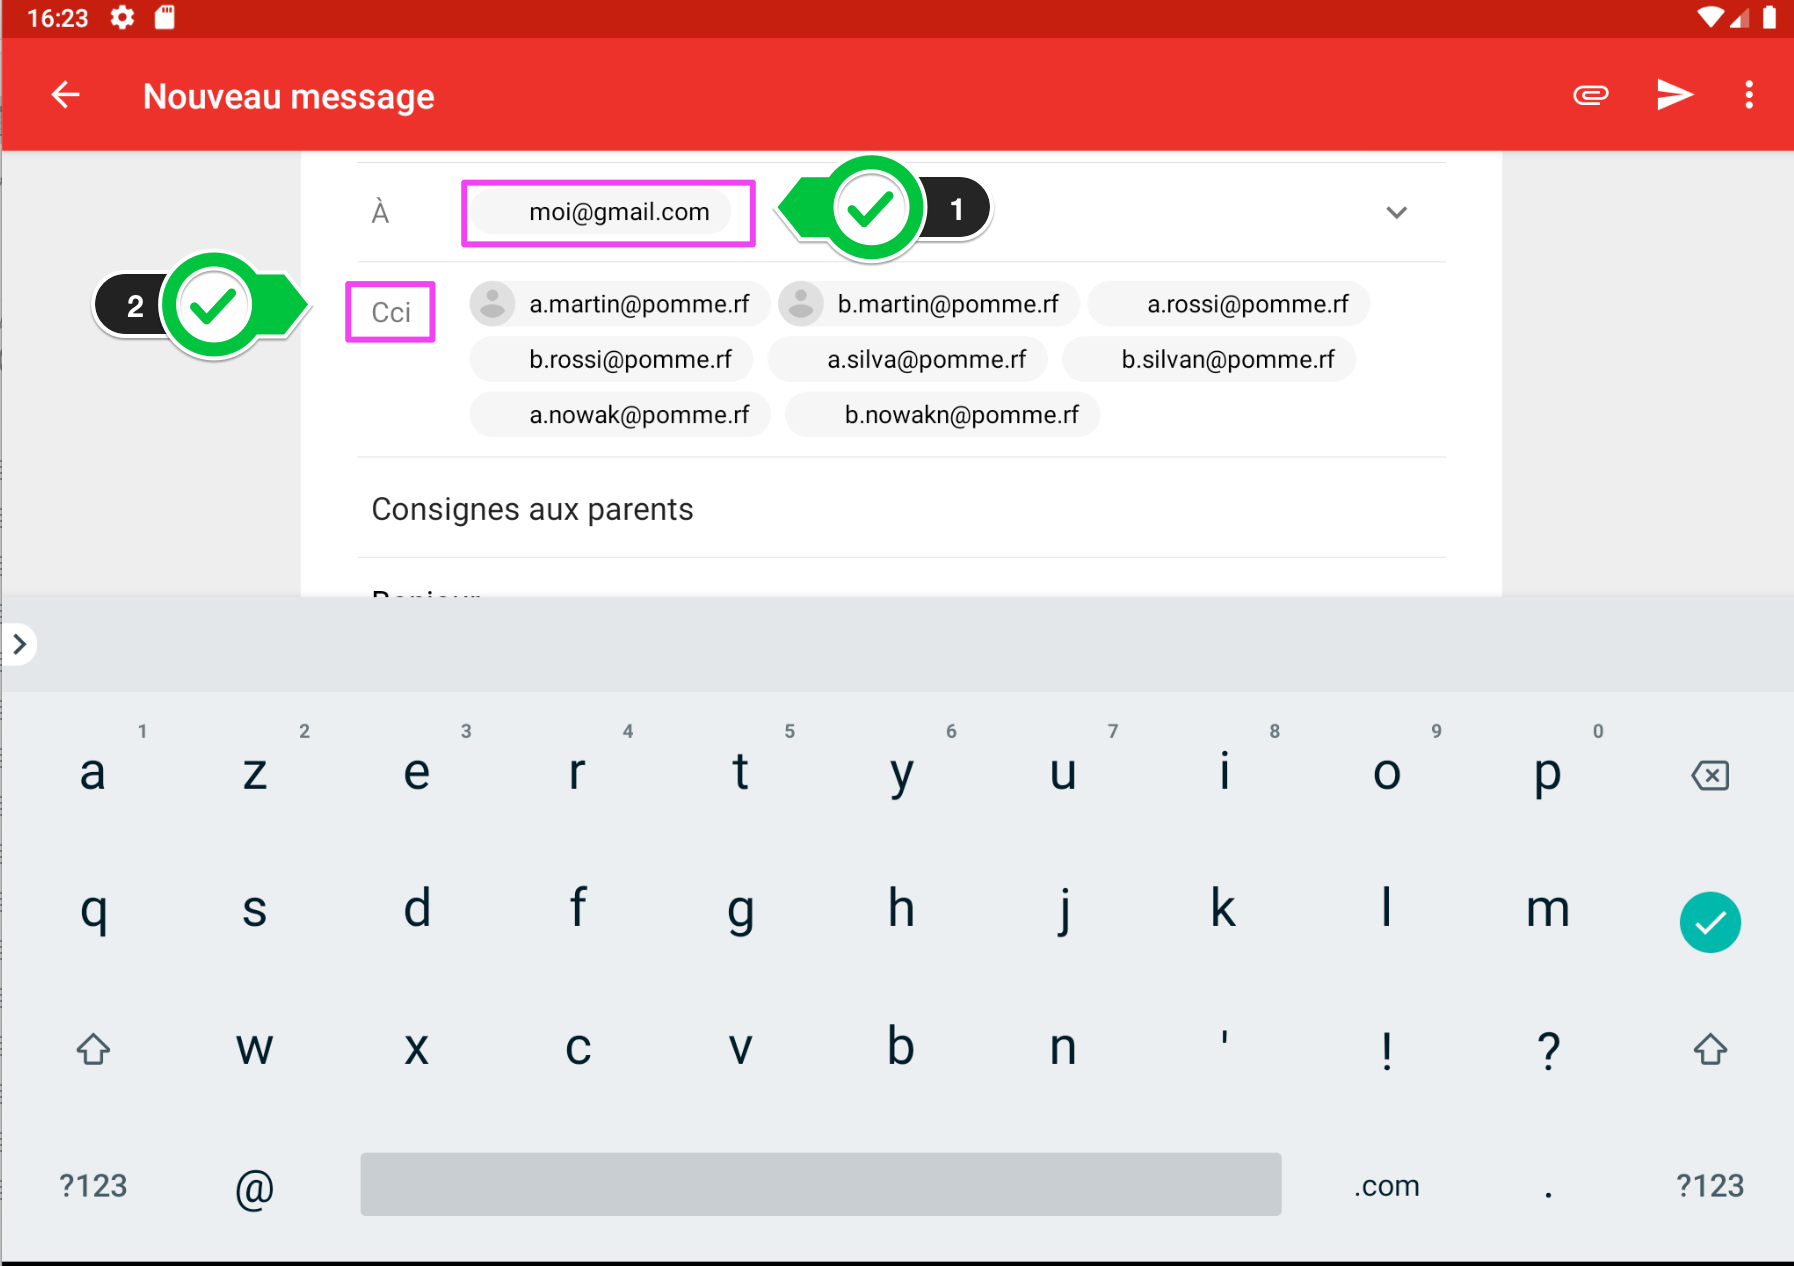 16:23
Nouveau message
À moi@gmail.com 1
2 Cci a.martin@pomme.rf b.martin@pomme.rf a.rossi@pomme.rf
b.rossi@pomme.rf a.silva@pomme.rf b.silvan@pomme.rf
a.nowak@pomme.rf b.nowakn@pomme.rf
Consignes aux parents
Bonjour
1 2 3 4 5 6 7 8 9 0
a z e r t y u i o p
q s d f g h j k l m
w x c v b n ' ! ?
?123 @ .com . ?123